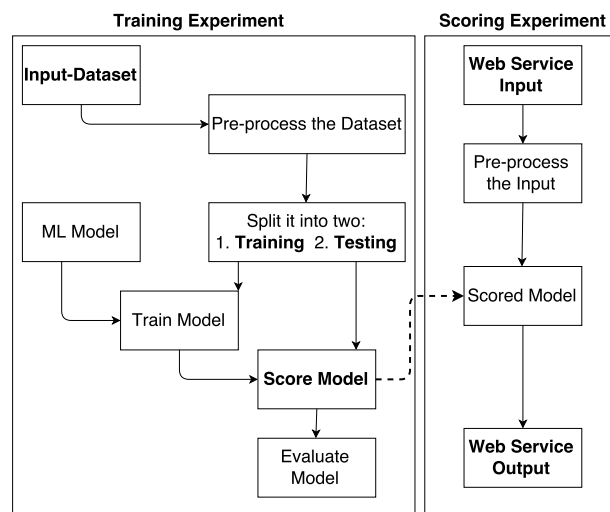 Training Experiment
Input-Dataset
Pre-process the Dataset
Split it into two:
1. Training 2. Testing
ML Model
Train Model
Score Model
Evaluate
Model
Scoring Experiment
Web Service
Input
Pre-process
the Input
Scored Model
Web Service
Output